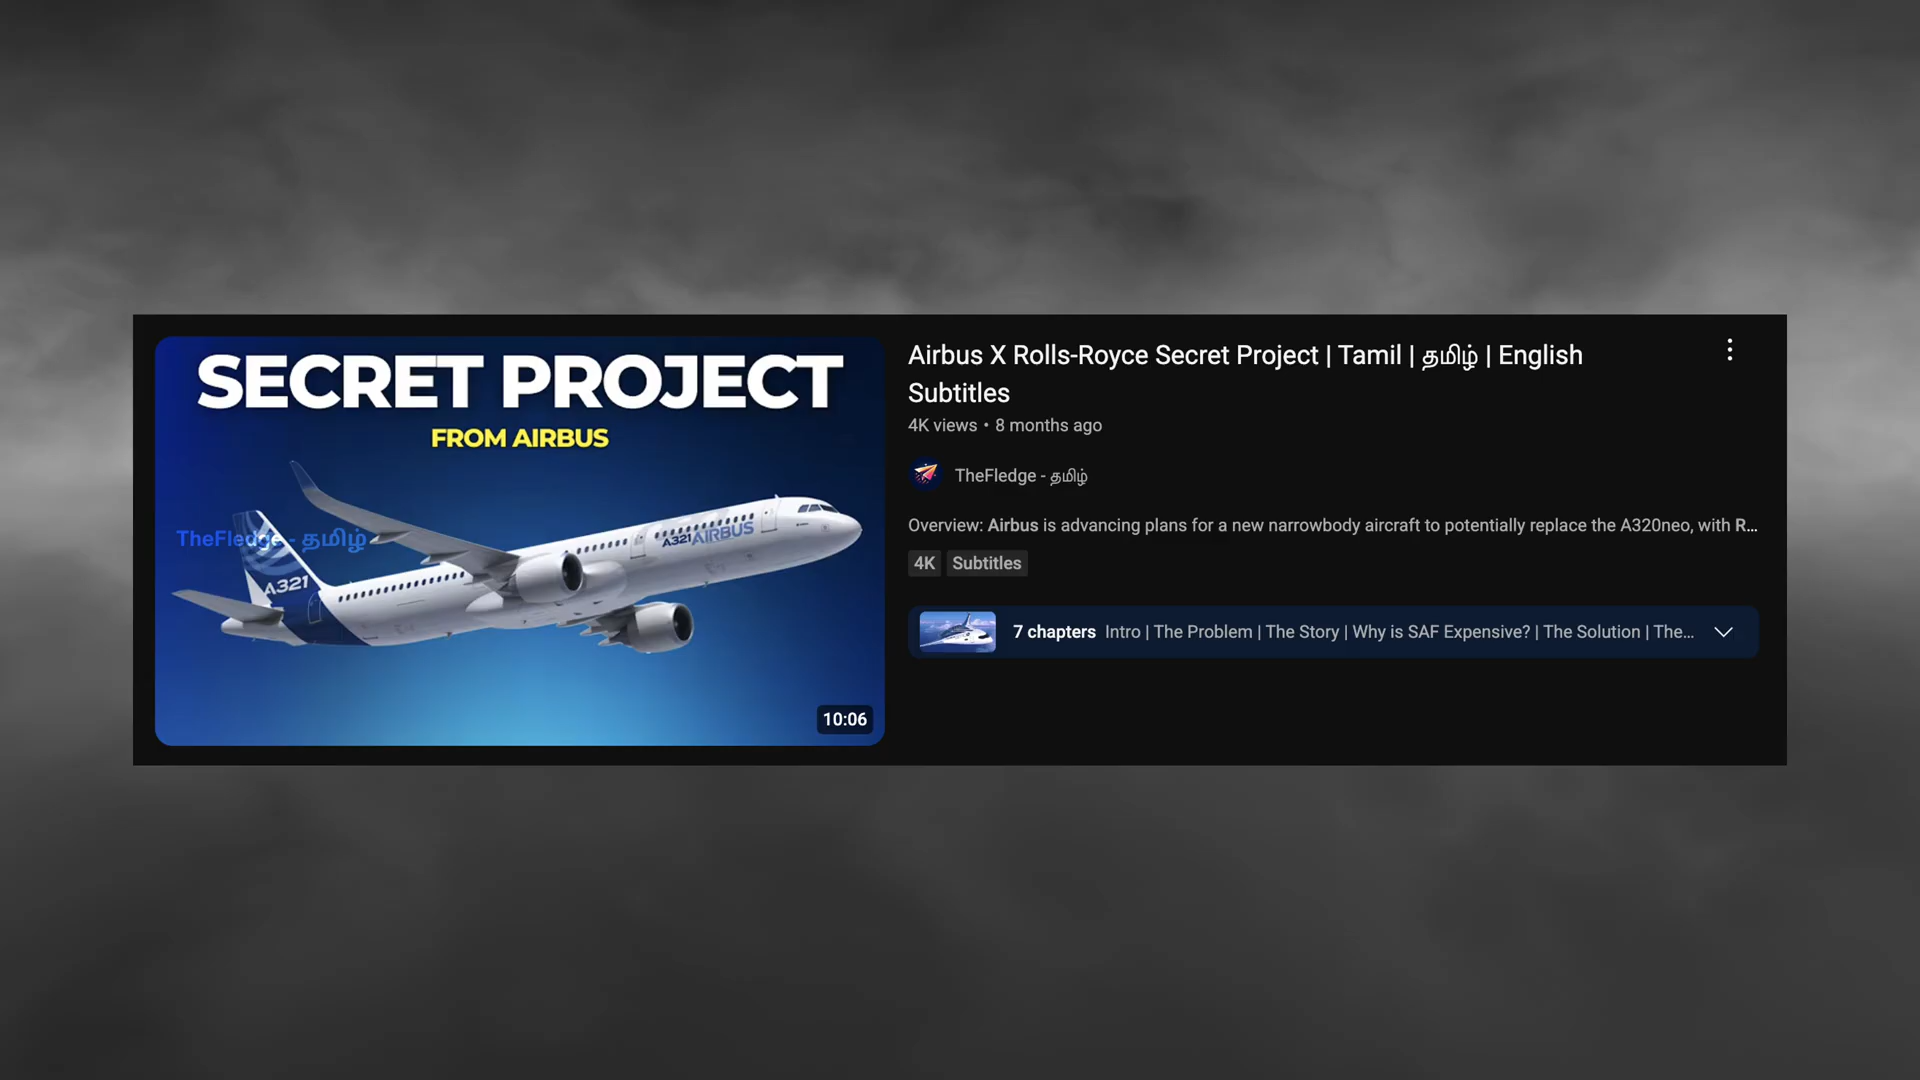 SECRET PROJECT
FROM AIRBUS
TheFledge - தமிழ்
A321
A321 AIRBUS
10:06
Airbus X Rolls-Royce Secret Project | Tamil | தமிழ் | English
Subtitles
4K views • 8 months ago
TheFledge - தமிழ்
Overview: Airbus is advancing plans for a new narrowbody aircraft to potentially replace the A320neo, with R...
4K Subtitles
7 chapters Intro | The Problem | The Story | Why is SAF Expensive? | The Solution | The...